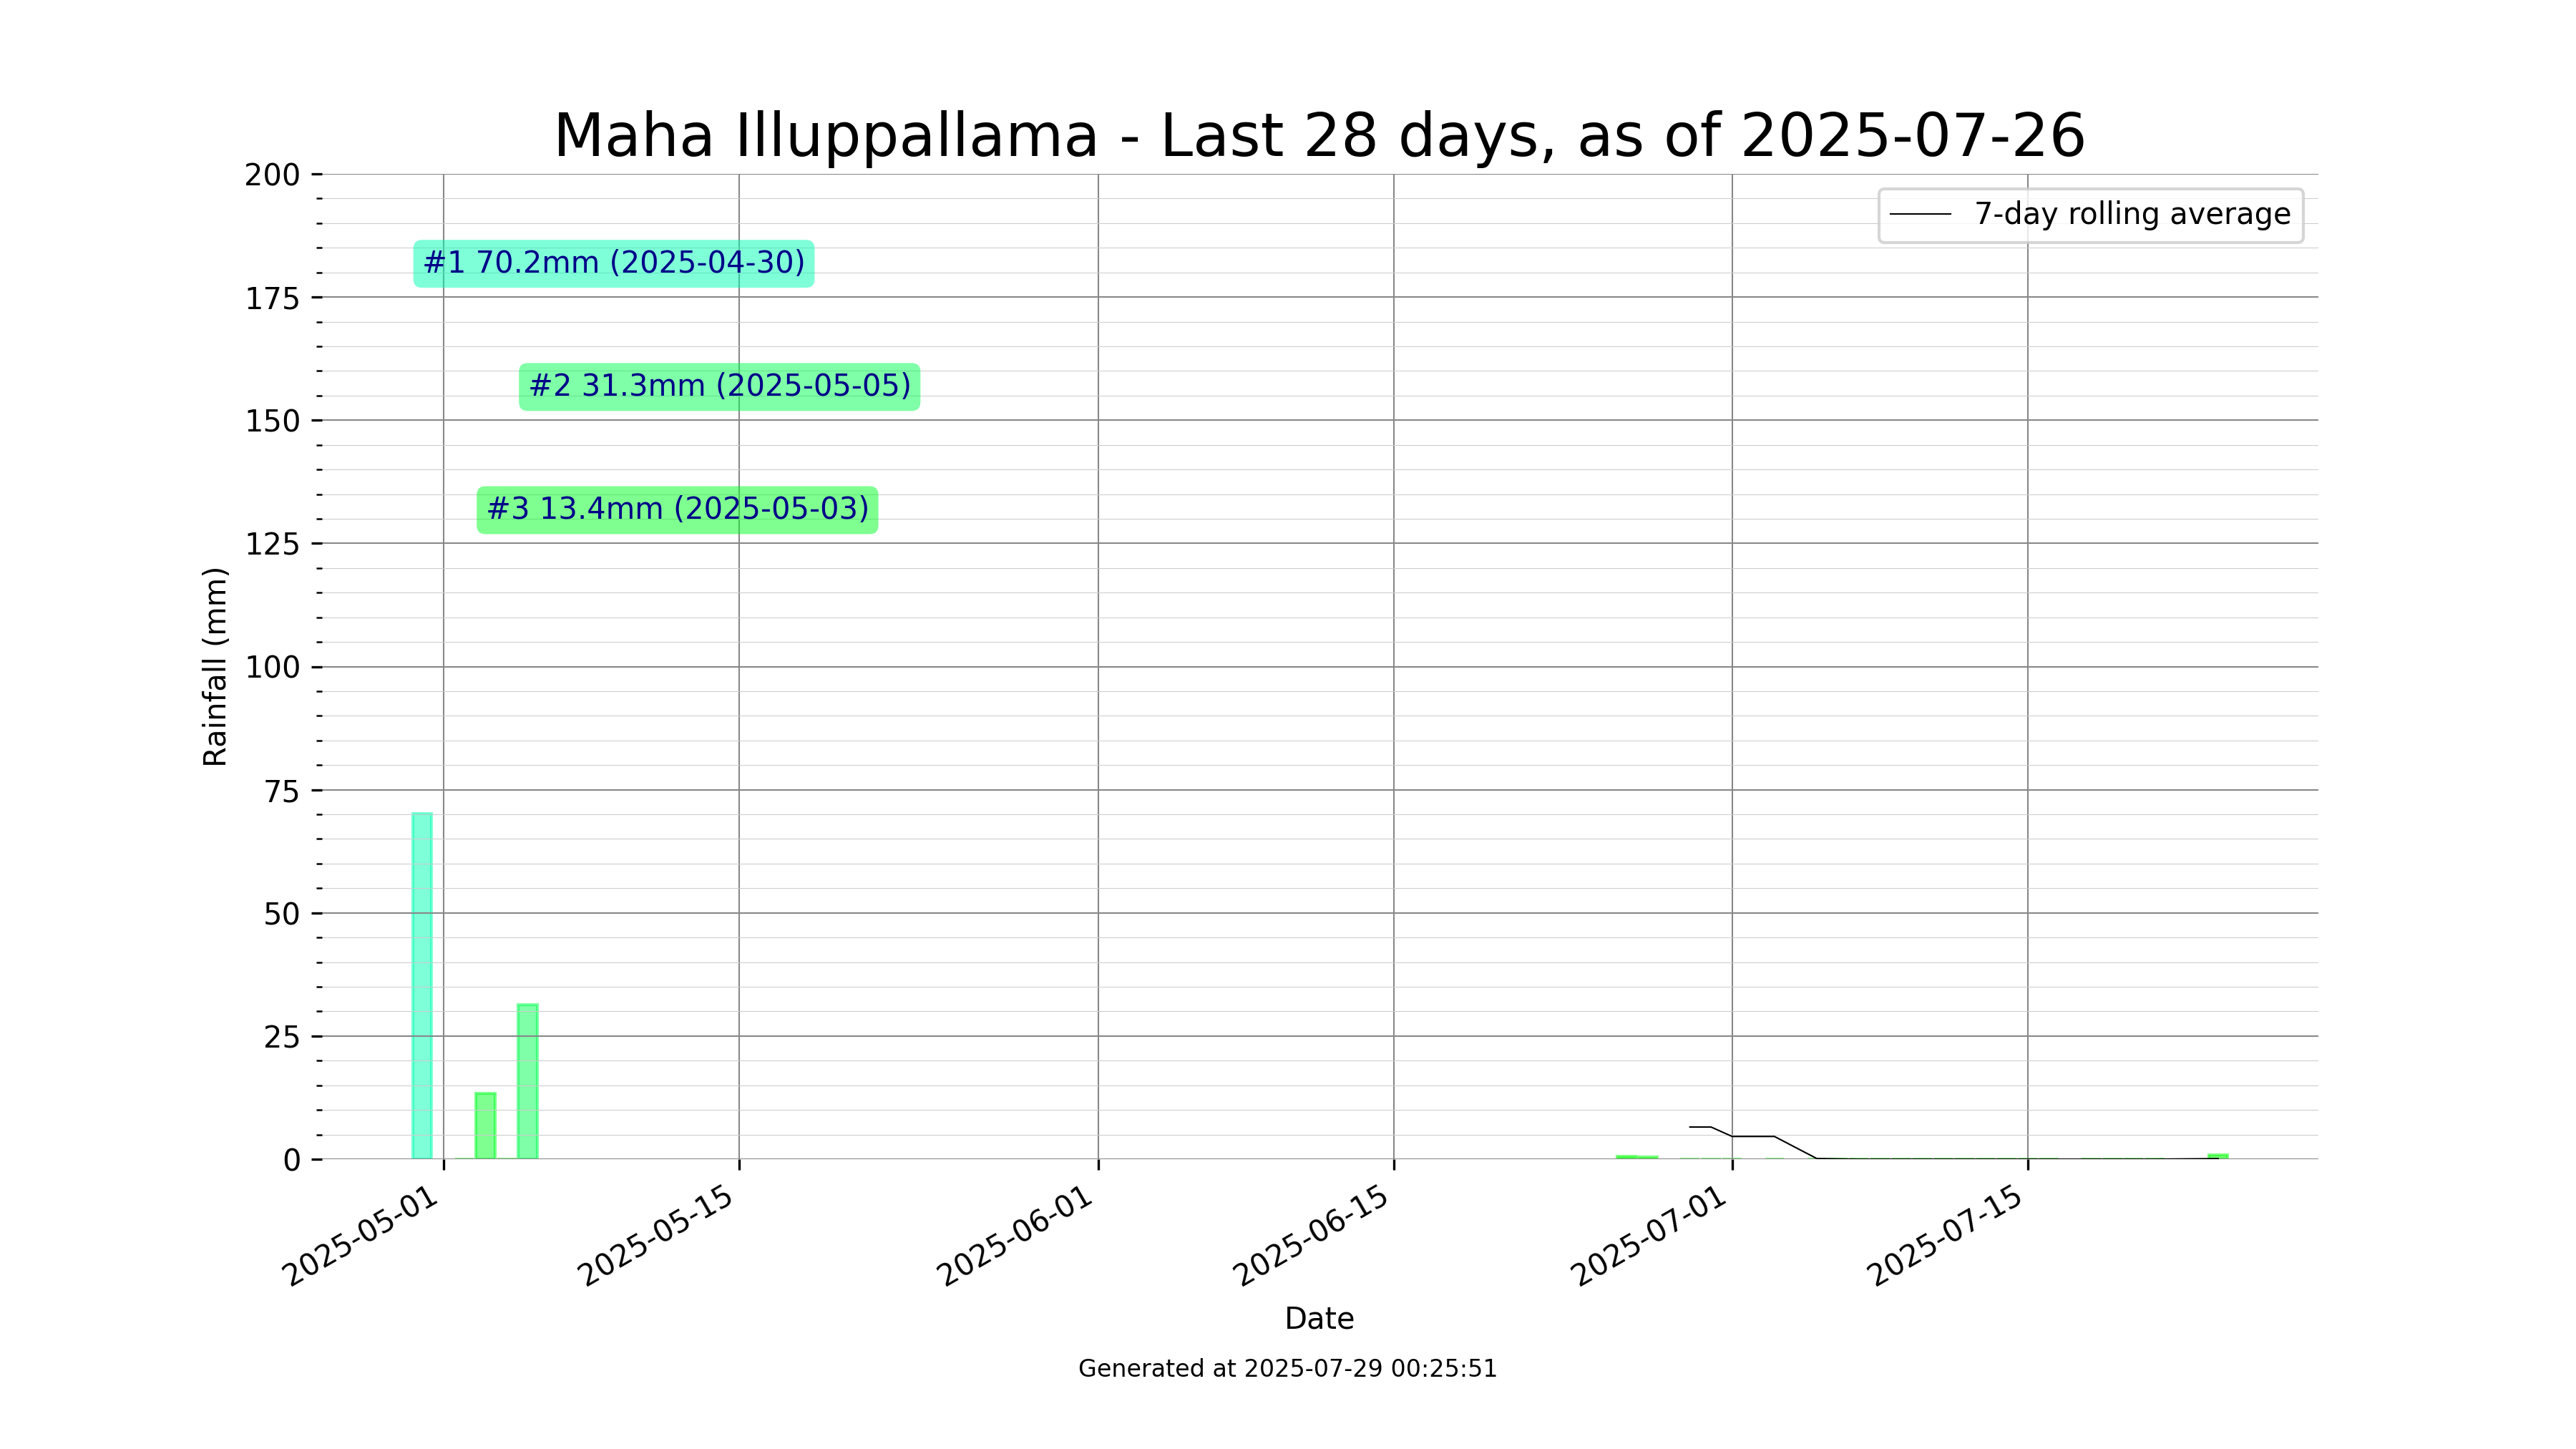 Maha Illuppallama - Last 28 days, as of 2025-07-26
7-day rolling average
#1 70.2mm (2025-04-30)
#2 31.3mm (2025-05-05)
#3 13.4mm (2025-05-03)
Rainfall (mm)
200
175
150
125
100
75
50
25
0
2025-05-01
2025-05-15
2025-06-01
2025-06-15
2025-07-01
2025-07-15
Date
Generated at 2025-07-29 00:25:51